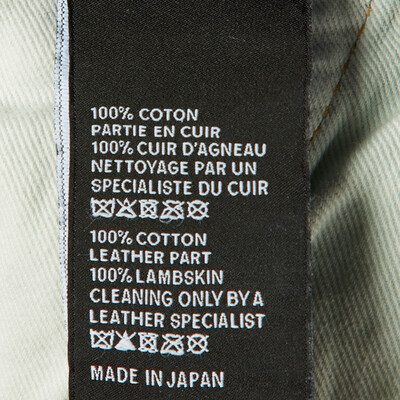 100% COTON
PARTIE EN CUIR
100% CUIR D'AGNEAU
NETTOYAGE PAR UN
SPECIALISTE DU CUIR
100% COTTON
LEATHER PART
100% LAMBSKIN
CLEANING ONLY BY A
LEATHER SPECIALIST
MADE IN JAPAN